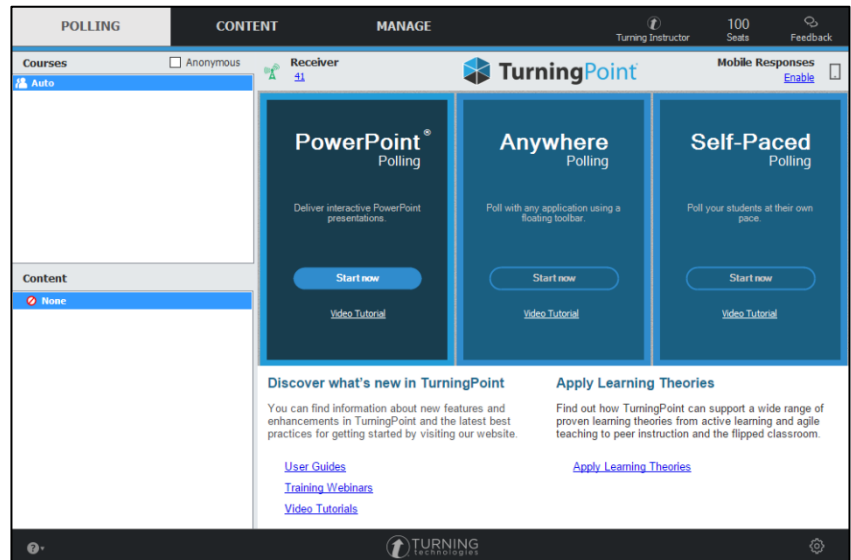 POLLING
CONTENT
MANAGE
Turning Instructor
100
Seats
Feedback
Courses
Anonymous
Auto
Receiver
41
TurningPoint
Mobile Responses
Enable
PowerPoint®
Polling
Deliver interactive PowerPoint
presentations.
Start now
Video Tutorial
Anywhere
Polling
Poll with any application using a
floating toolbar.
Start now
Video Tutorial
Self-Paced
Polling
Poll your students at their own
pace.
Start now
Video Tutorial
Content
None
Discover what's new in TurningPoint
You can find information about new features and
enhancements in TurningPoint and the latest best
practices for getting started by visiting our website.
User Guides
Training Webinars
Video Tutorials
Apply Learning Theories
Find out how TurningPoint can support a wide range of
proven learning theories from active learning and agile
teaching to peer instruction and the flipped classroom.
Apply Learning Theories
TURNING
technologies